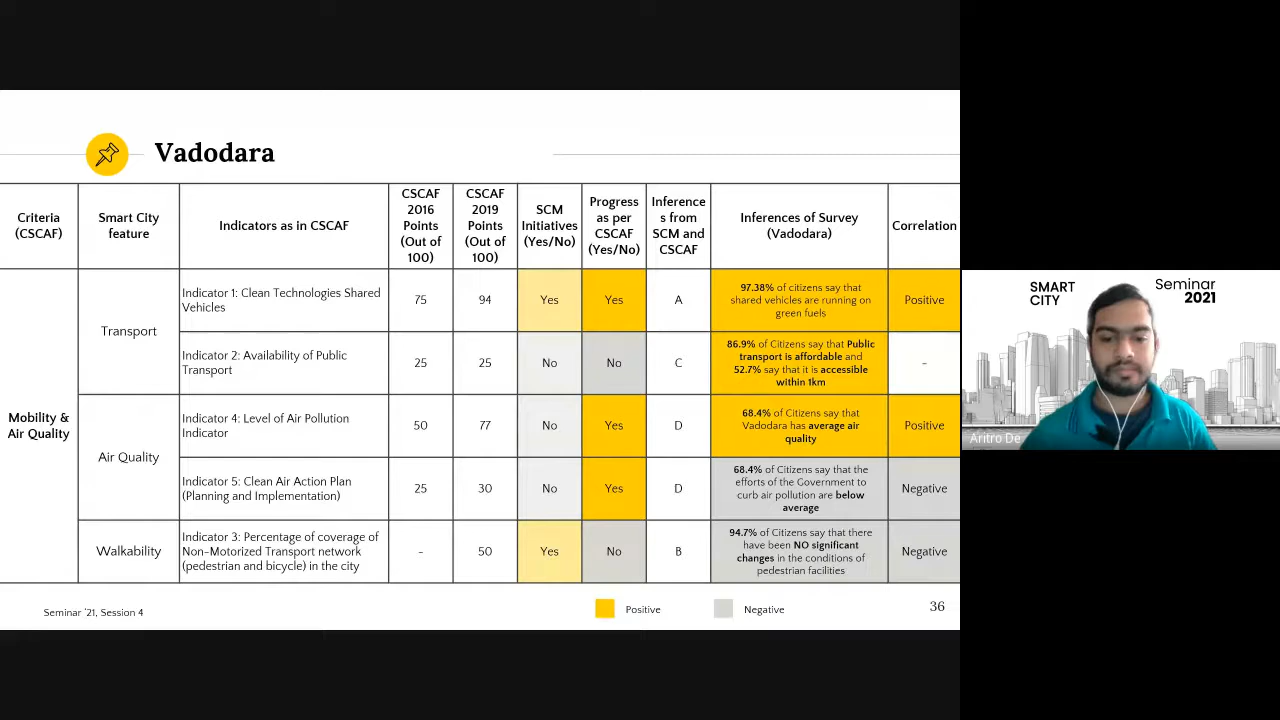 Vadodara
Criteria
(CSCAF)
Smart City
feature
Indicators as in CSCAF
CSCAF
2016
Points
(Out of
100)
CSCAF
2019
Points
(Out of
100)
SCM
Initiatives
(Yes/No)
Progress
as per
CSCAF
(Yes/No)
Inference
s from
SCM and
CSCAF
Inferences of Survey
(Vadodara)
Correlation
Mobility &
Air Quality
Transport
Indicator 1: Clean Technologies Shared
Vehicles
75
94
Yes
Yes
A
97.38% of citizens say that
shared vehicles are running on
green fuels
Positive
Indicator 2: Availability of Public
Transport
25
25
No
No
C
86.9% of Citizens say that Public
transport is affordable and
52.7% say that it is accessible
within 1km
-
Air Quality
Indicator 4: Level of Air Pollution
Indicator
50
77
No
Yes
D
68.4% of Citizens say that
Vadodara has average air
quality
Positive
Indicator 5: Clean Air Action Plan
(Planning and Implementation)
25
30
No
Yes
D
68.4% of Citizens say that the
efforts of the Government to
curb air pollution are below
average
Negative
Walkability
Indicator 3: Percentage of coverage of
Non-Motorized Transport network
(pedestrian and bicycle) in the city
-
50
Yes
No
B
94.7% of Citizens say that there
have been NO significant
changes in the conditions of
pedestrian facilities
Negative
Seminar '21, Session 4
Positive
Negative
36
SMART
CITY
Seminar
2021
Aritro De